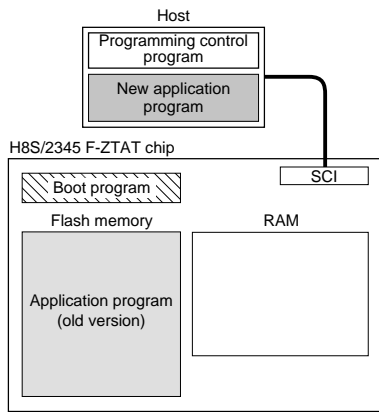 Host
Programming control
program
New application
program
H8S/2345 F-ZTAT chip
SCI
Boot program
Flash memory
RAM
Application program
(old version)